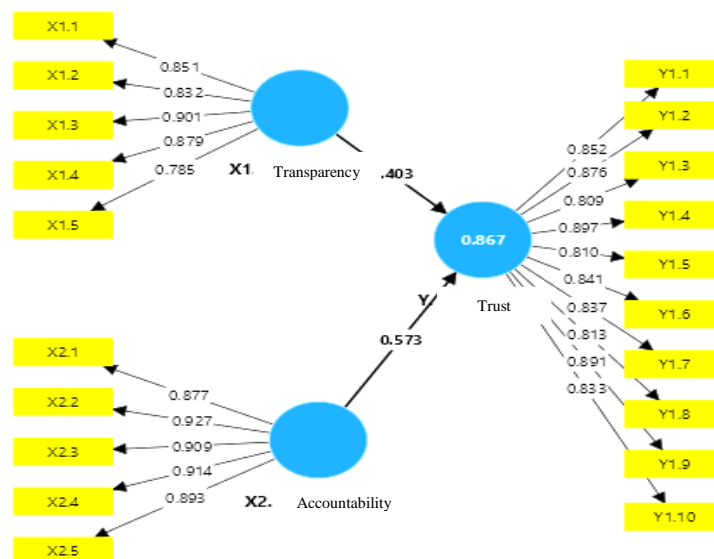 X1.1
X1.2
X1.3
X1.4
X1.5
0.851
0.832
0.901
0.879
0.785
X1. Transparency
.403
0.867
Y.
Trust
0.573
X2.1
X2.2
X2.3
X2.4
X2.5
0.877
0.927
0.909
0.914
0.893
X2. Accountability
0.852
0.876
0.809
0.897
0.810
0.841
0.837
0.813
0.891
0.833
Y1.1
Y1.2
Y1.3
Y1.4
Y1.5
Y1.6
Y1.7
Y1.8
Y1.9
Y1.10